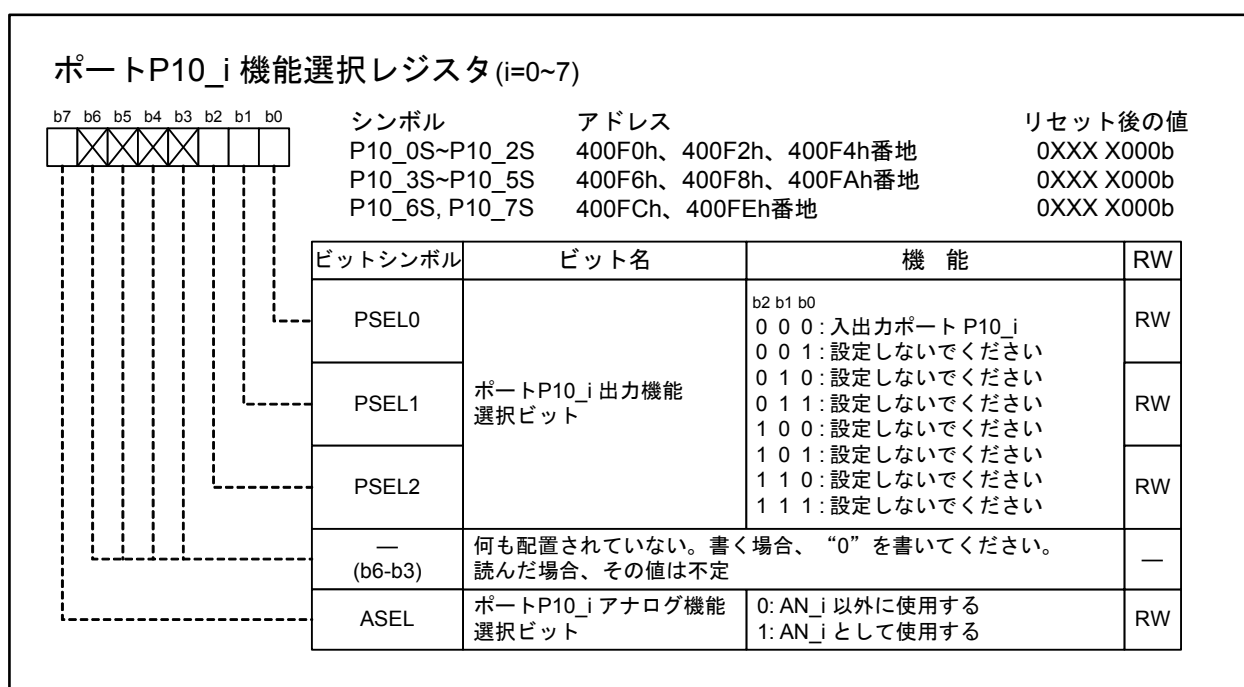 ポートP10_i 機能選択レジスタ(i=0~7)
b7 b6 b5 b4 b3 b2 b1 b0
シンボル アドレス リセット後の値
P10_0S~P10_2S 400F0h、400F2h、400F4h番地 0XXX X000b
P10_3S~P10_5S 400F6h、400F8h、400FAh番地 0XXX X000b
P10_6S, P10_7S 400FCh、400FEh番地 0XXX X000b
ビットシンボル ビット名 機 能 RW
PSEL0
PSEL1
PSEL2
ポートP10_i 出力機能
選択ビット
b2 b1 b0
0 0 0 : 入出力ポート P10_i
0 0 1 : 設定しないでください
0 1 0 : 設定しないでください
0 1 1 : 設定しないでください
1 0 0 : 設定しないでください
1 0 1 : 設定しないでください
1 1 0 : 設定しないでください
1 1 1 : 設定しないでください
RW
RW
RW
—
(b6-b3)
何も配置されていない。書く場合、“0”を書いてください。
読んだ場合、その値は不定
—
ASEL
ポートP10_i アナログ機能
選択ビット
0: AN_i 以外に使用する
1: AN_i として使用する
RW